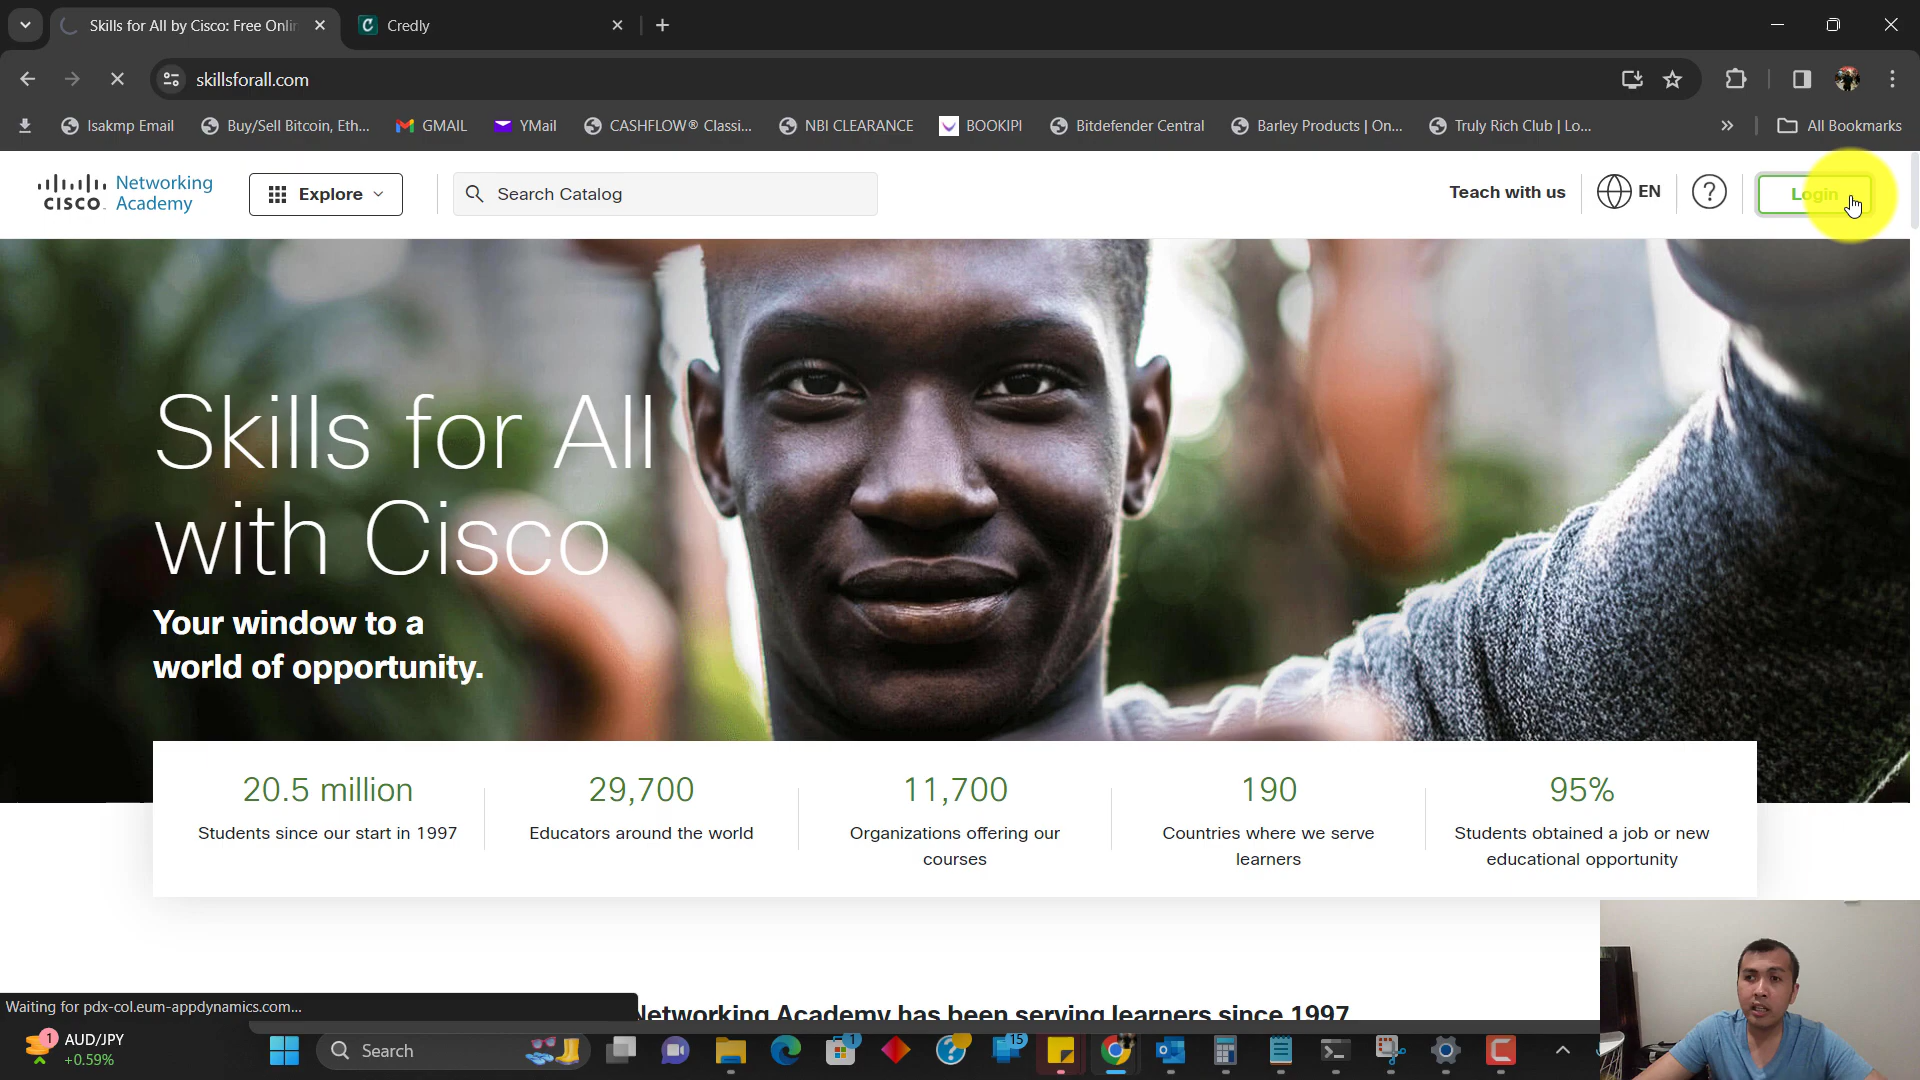 Skills for All by Cisco: Free Onlin
Credly
skillsforall.com
Isakmp Email
Buy/Sell Bitcoin, Eth...
GMAIL
YMail
CASHFLOW® Classi...
NBI CLEARANCE
BOOKIPI
Bitdefender Central
Barley Products | On...
Truly Rich Club | Lo...
»
All Bookmarks
CISCO
Networking
Academy
Explore
Search Catalog
Teach with us
EN
?
Login
Skills for All
with Cisco
Your window to a
world of opportunity.
20.5 million
Students since our start in 1997
29,700
Educators around the world
11,700
Organizations offering our
courses
190
Countries where we serve
learners
95%
Students obtained a job or new
educational opportunity
Networking Academy has been serving learners since 1997
Waiting for pdx-col.eum-appdynamics.com...
1
AUD/JPY
+0.59%
Search
1
?
15